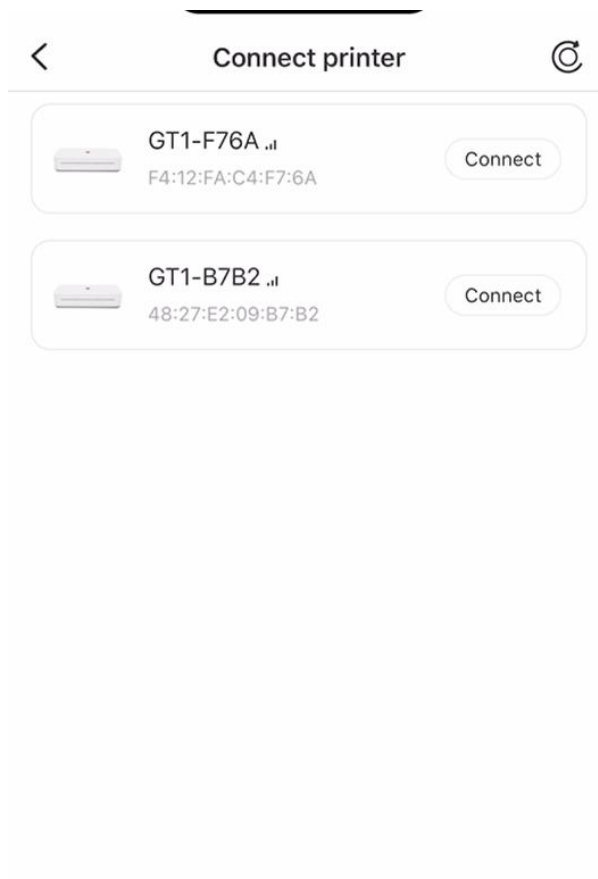 Connect printer
GT1-F76A
F4:12:FA:C4:F7:6A
Connect
GT1-B7B2
48:27:E2:09:B7:B2
Connect